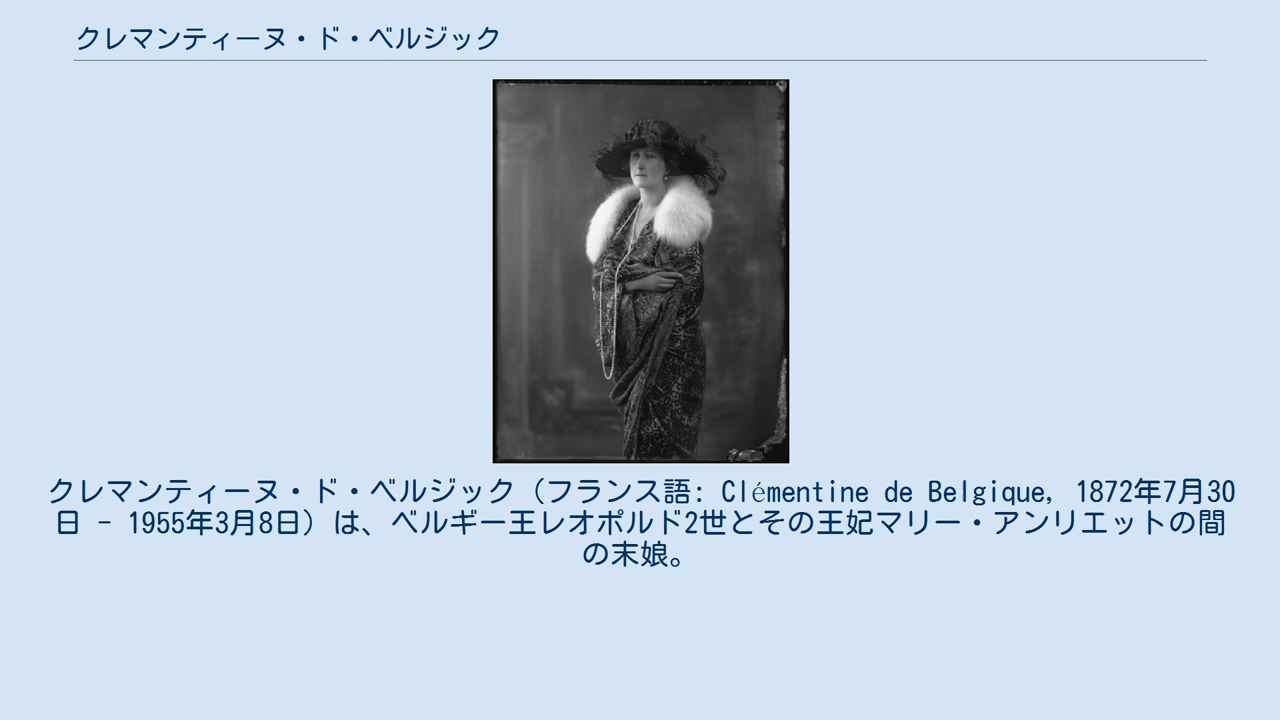 クレマンティーヌ・ド・ベルジック
クレマンティーヌ・ド・ベルジック（フランス語: Clémentine de Belgique, 1872年7月30
日 - 1955年3月8日）は、ベルギー王レオポルド2世とその王妃マリー・アンリエットの間
の末娘。